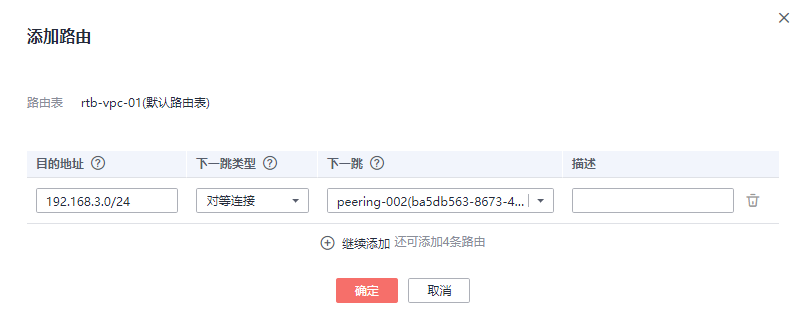 添加路由
路由表 rtb-vpc-01(默认路由表)
目的地址 ? 下一跳类型 ? 下一跳 ? 描述
192.168.3.0/24 对等连接 peering-002(ba5db563-8673-4...
继续添加 还可添加4条路由
确定 取消